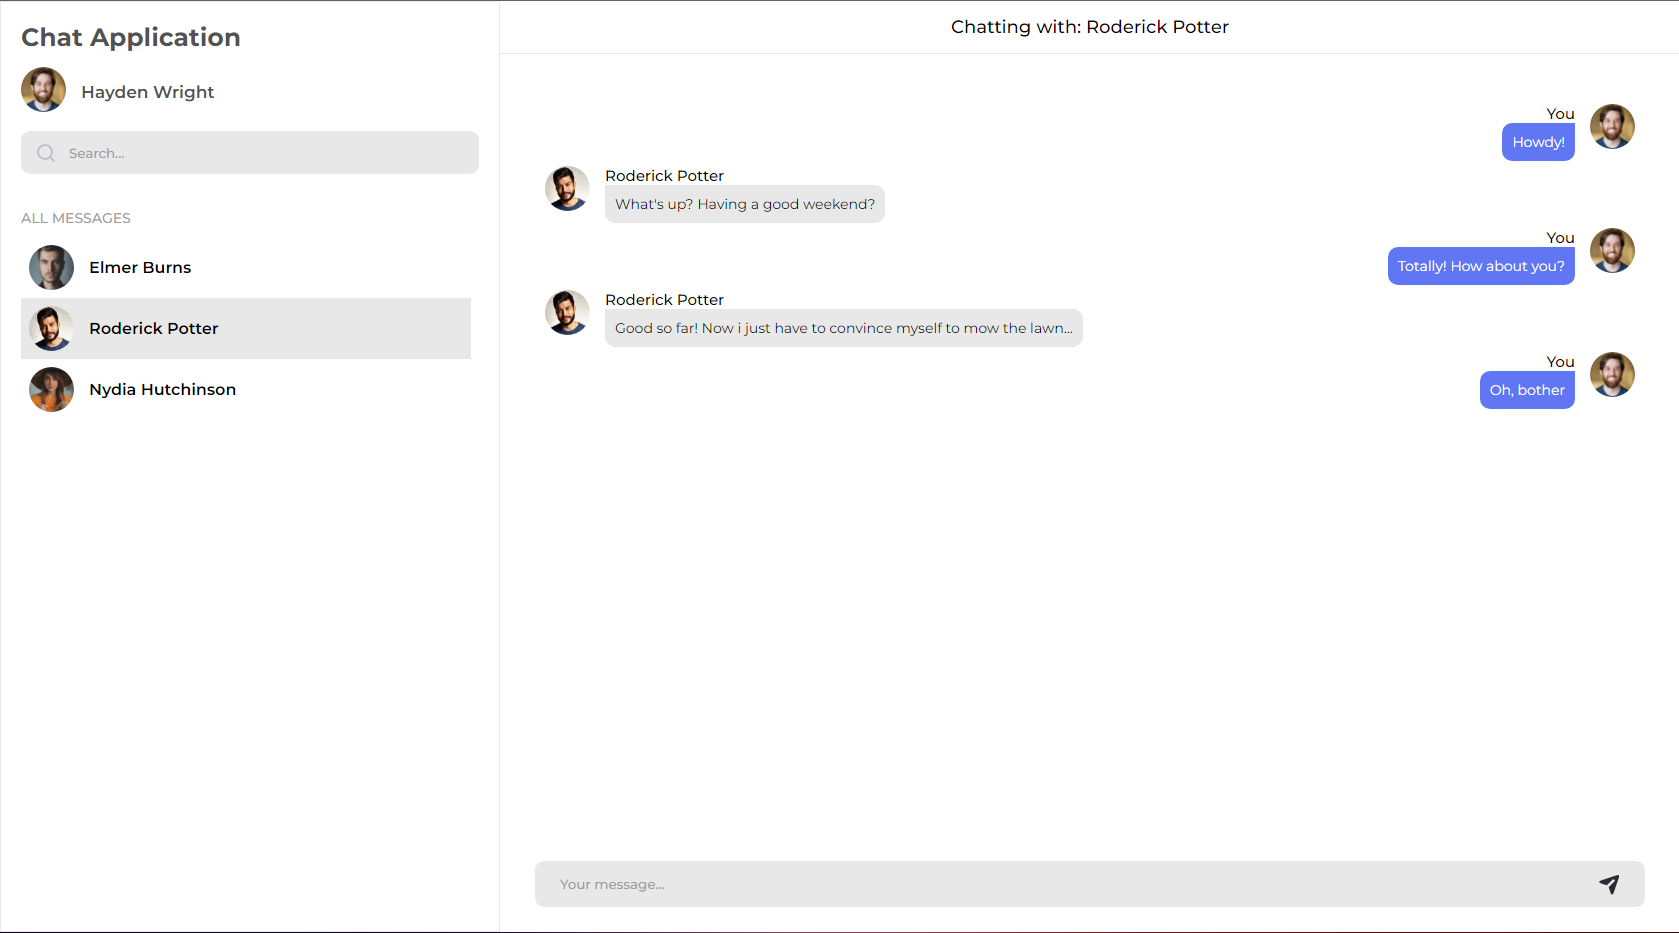 Chat Application
Hayden Wright
Search...
ALL MESSAGES
Elmer Burns
Roderick Potter
Nydia Hutchinson
Chatting with: Roderick Potter
You
Howdy!
Roderick Potter
What's up? Having a good weekend?
You
Totally! How about you?
Roderick Potter
Good so far! Now i just have to convince myself to mow the lawn...
You
Oh, bother
Your message...